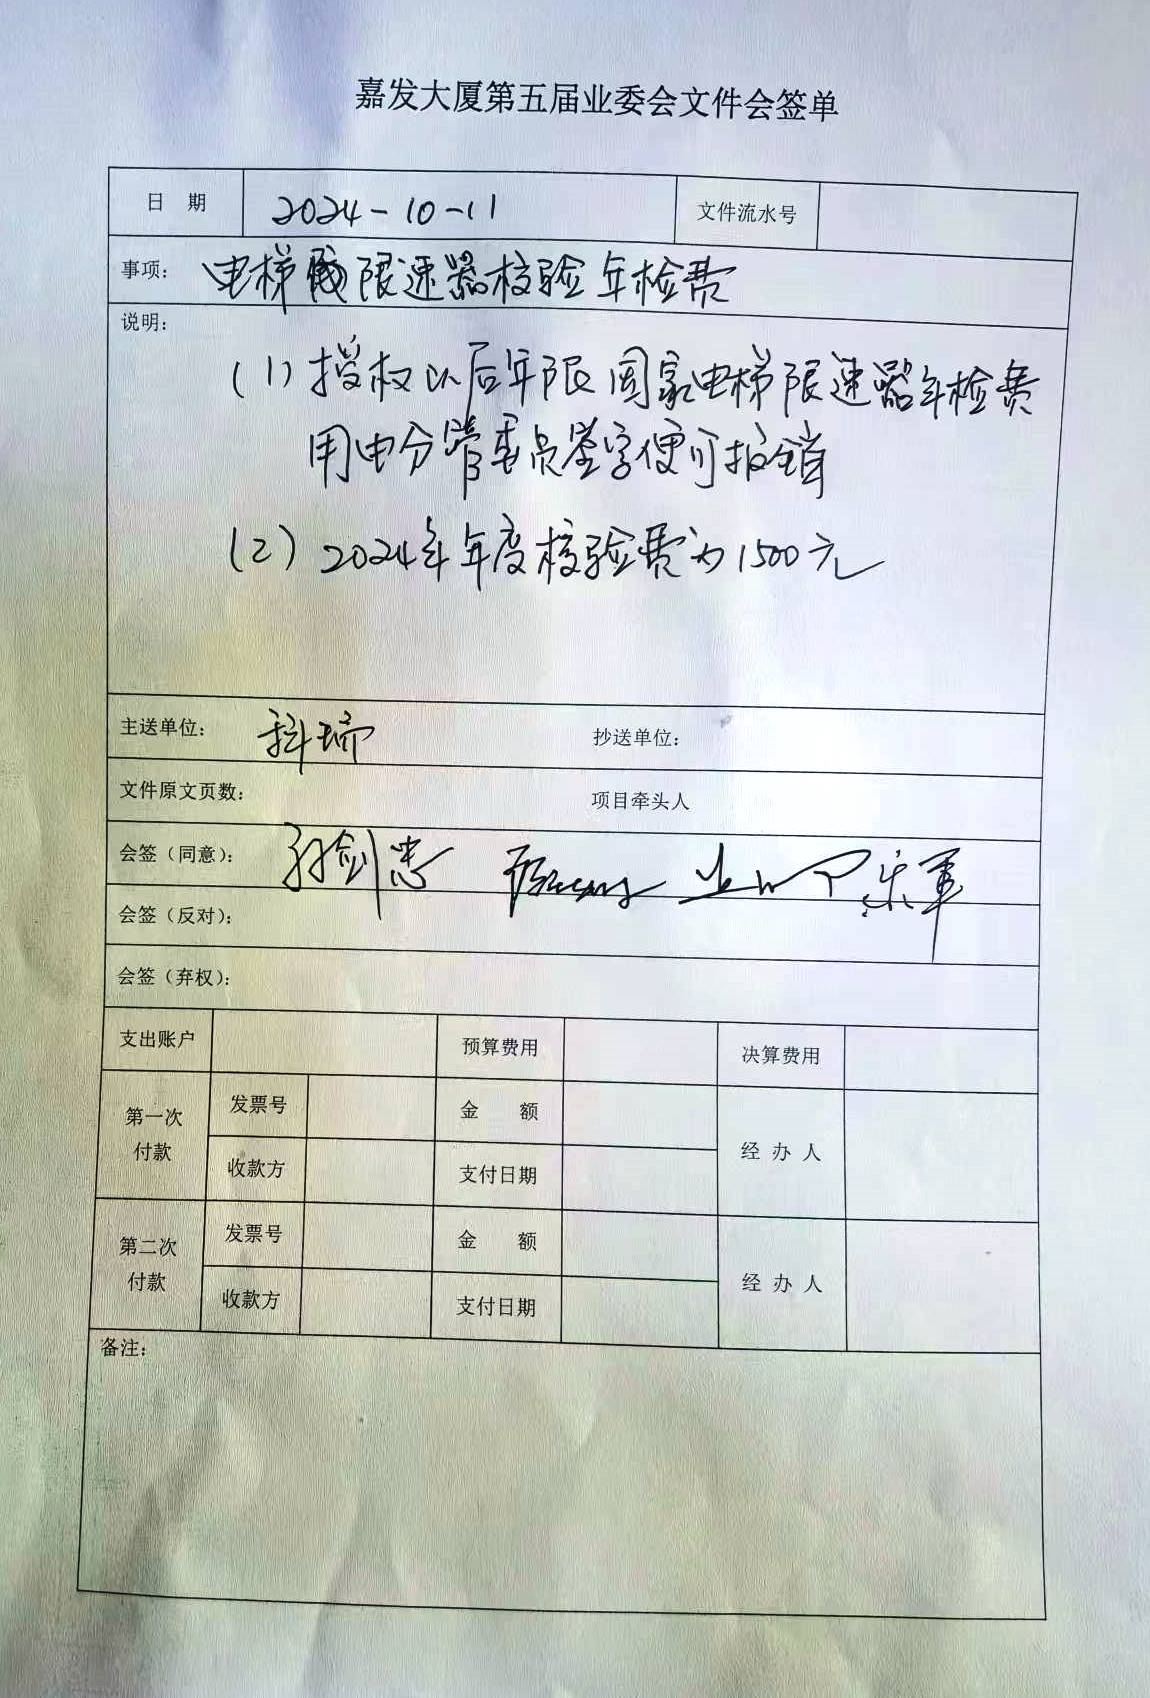 嘉发大厦第五届业委会文件会签单
日 期 2024-10-11 文件流水号
事项: 电梯限速器校验年检费
说明:
(1) 授权以后年限国家电梯限速器年检费
用由分管委员签字便可报销
(2) 2024年年度校验费为1500元
主送单位: 科瑞 抄送单位:
文件原文页数: 项目牵头人
会签（同意）: 孙剑忠 乐军
会签（反对）:
会签（弃权）:
支出账户 预算费用 决算费用
第一次付款 发票号 金 额 经 办 人
收款方 支付日期
第二次付款 发票号 金 额 经 办 人
收款方 支付日期
备注: